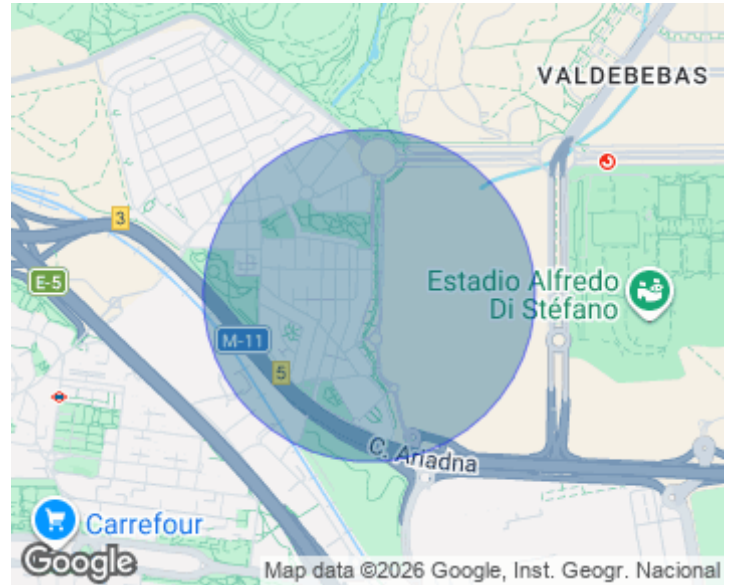 VALDEBEBAS
3
E-5
Estadio Alfredo
Di Stéfano
M-11
5
C. Ariadna
Carrefour
Google
Map data ©2026 Google, Inst. Geogr. Nacional